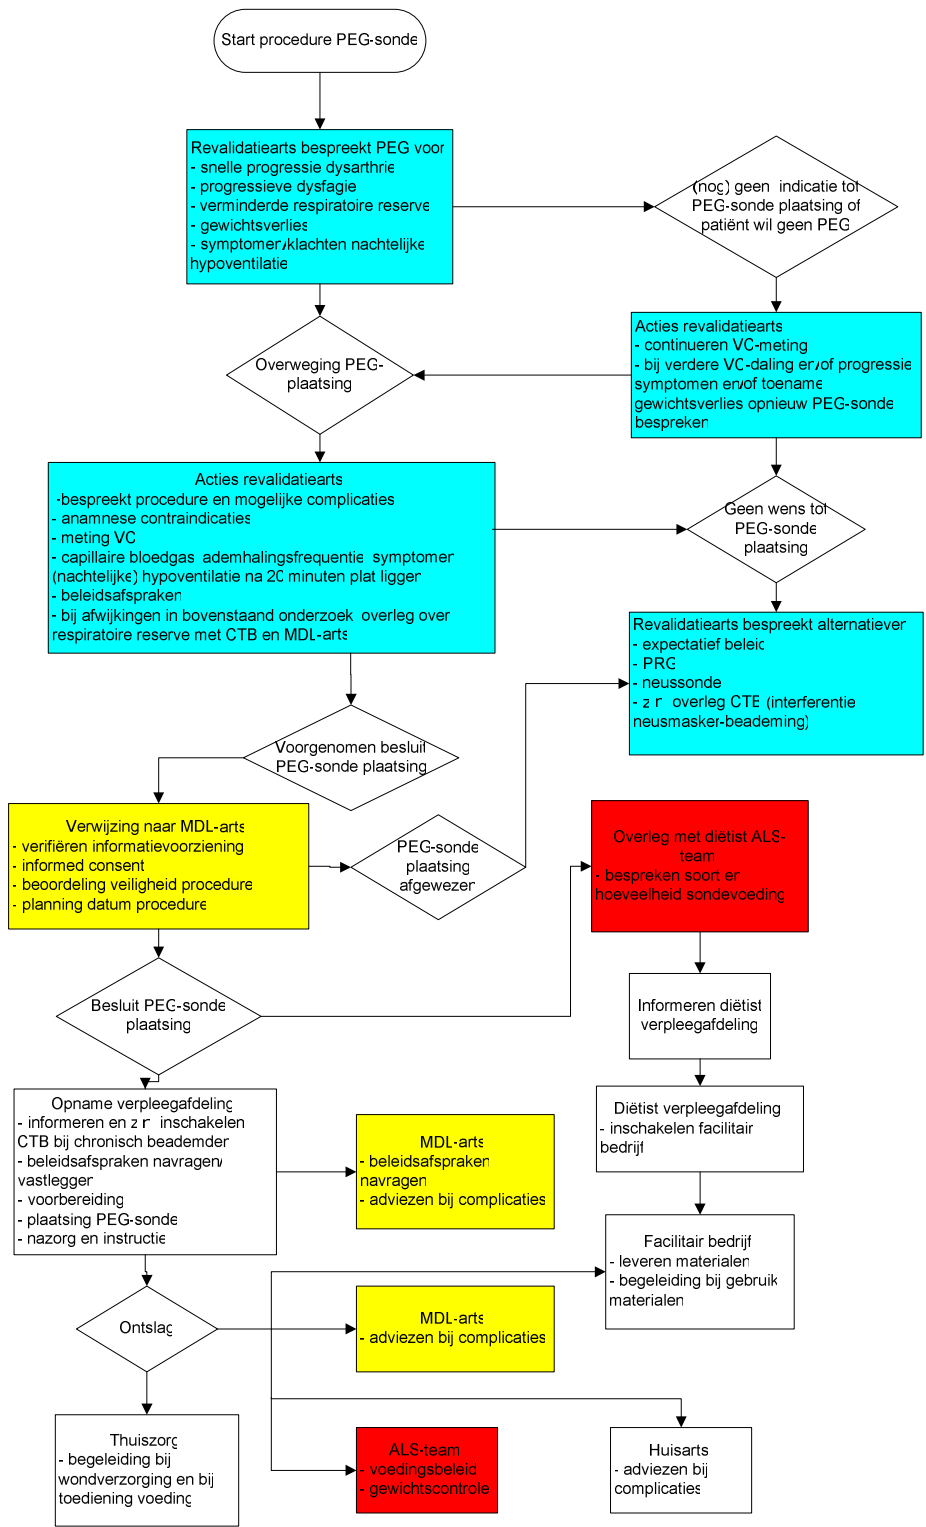 Start procedure PEG-sonde
Revalidatiearts bespreekt PEG voor
- snelle progressie dysarthrie
- progressieve dysfagie
- verminderde respiratoire reserve
- gewichtsverlies
- symptomen/klachten nachtelijke
hypoventilatie
(nog) geen indicatie tot
PEG-sonde plaatsing of
patiënt wil geen PEG
Overweging PEG-
plaatsing
Acties revalidatiearts
- continueren VC-meting
- bij verdere VC-daling en/of progressie
symptomen en/of toename
gewichtsverlies opnieuw PEG-sonde
bespreken
Acties revalidatiearts
-bespreekt procedure en mogelijke complicaties
- anamnese contraindicaties
- meting VC
- capillaire bloedgas ademhalingsfrequentie symptomen
(nachtelijke) hypoventilatie na 20 minuten plat liggen
- beleidsafspraken
- bij afwijkingen in bovenstaand onderzoek overleg over
respiratoire reserve met CTB en MDL-arts
Geen wens tot
PEG-sonde
plaatsing
Revalidatiearts bespreekt alternatieven
- expectatief beleid
- PRG
- neussonde
- z n overleg CTB (interferentie
neusmasker-beademing)
Voorgenomen besluit
PEG-sonde plaatsing
Verwijzing naar MDL-arts
- verifiëren informatievoorziening
- informed consent
- beoordeling veiligheid procedure
- planning datum procedure
PEG-sonde
plaatsing
afgewezen
Overleg met diëtist ALS-
team
- bespreken soort en
hoeveelheid sondevoeding
Besluit PEG-sonde
plaatsing
Informeren diëtist
verpleegafdeling
Opname verpleegafdeling
- informeren en z n inschakelen
CTB bij chronisch beademden
- beleidsafspraken navragen/
vastleggen
- voorbereiding
- plaatsing PEG-sonde
- nazorg en instructie
MDL-arts
- beleidsafspraken
navragen
- adviezen bij complicaties
Diëtist verpleegafdeling
- inschakelen facilitair
bedrijf
Facilitair bedrijf
- leveren materialen
- begeleiding bij gebruik
materialen
Ontslag
MDL-arts
- adviezen bij complicaties
Thuiszorg
- begeleiding bij
wondverzorging en bij
toediening voeding
ALS-team
- voedingsbeleid
- gewichtscontrole
Huisarts
- adviezen bij
complicaties